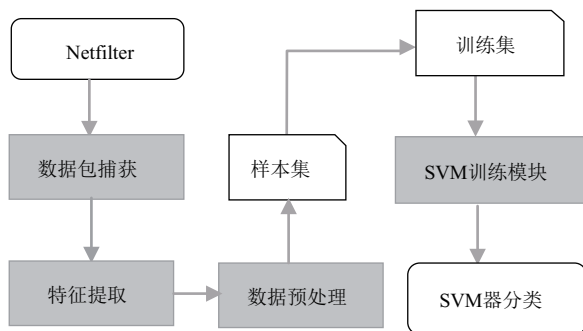 Netfilter
数据包捕获
特征提取
数据预处理
样本集
训练集
SVM训练模块
SVM器分类